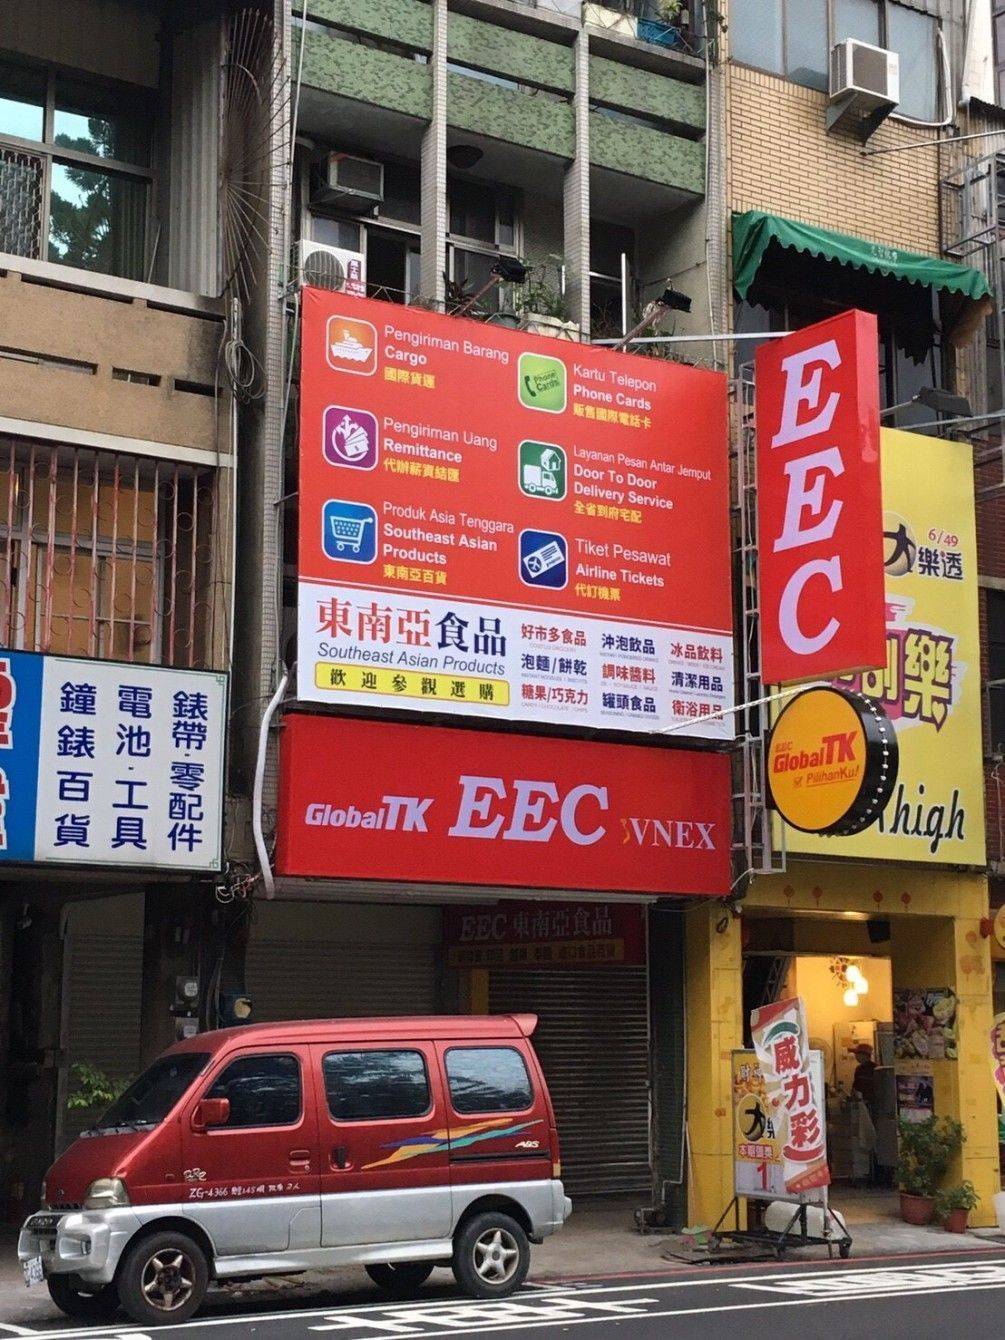 Pengiriman Barang
Cargo
國際貨運
Phone
Cards
Kartu Telepon
Phone Cards
販售國際電話卡
Pengiriman Uang
Remittance
代辦薪資結匯
Layanan Pesan Antar Jemput
Door To Door
Delivery Service
全省到府宅配
Produk Asia Tenggara
Southeast Asian
Products
東南亞百貨
Tiket Pesawat
Airline Tickets
代訂機票
東南亞食品
Southeast Asian Products
歡迎參觀選購
好市多食品
沖泡飲品
冰品飲料
泡麵/餅乾
調味醬料
清潔用品
糖果/巧克力
罐頭食品
衛浴用品
EEC
6/49
大樂透
樂
high
EEC
GlobalTK
PilihanKu!
GlobalTK EEC VNEX
EEC 東南亞食品
錶帶·零配件
電池·工具
鐘錶百貨
威力彩
大樂
1
ZG-4366
ABS